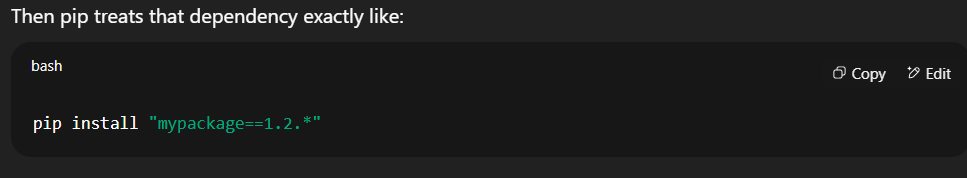 Then pip treats that dependency exactly like:
bash
Copy
Edit
pip install "mypackage==1.2.*"